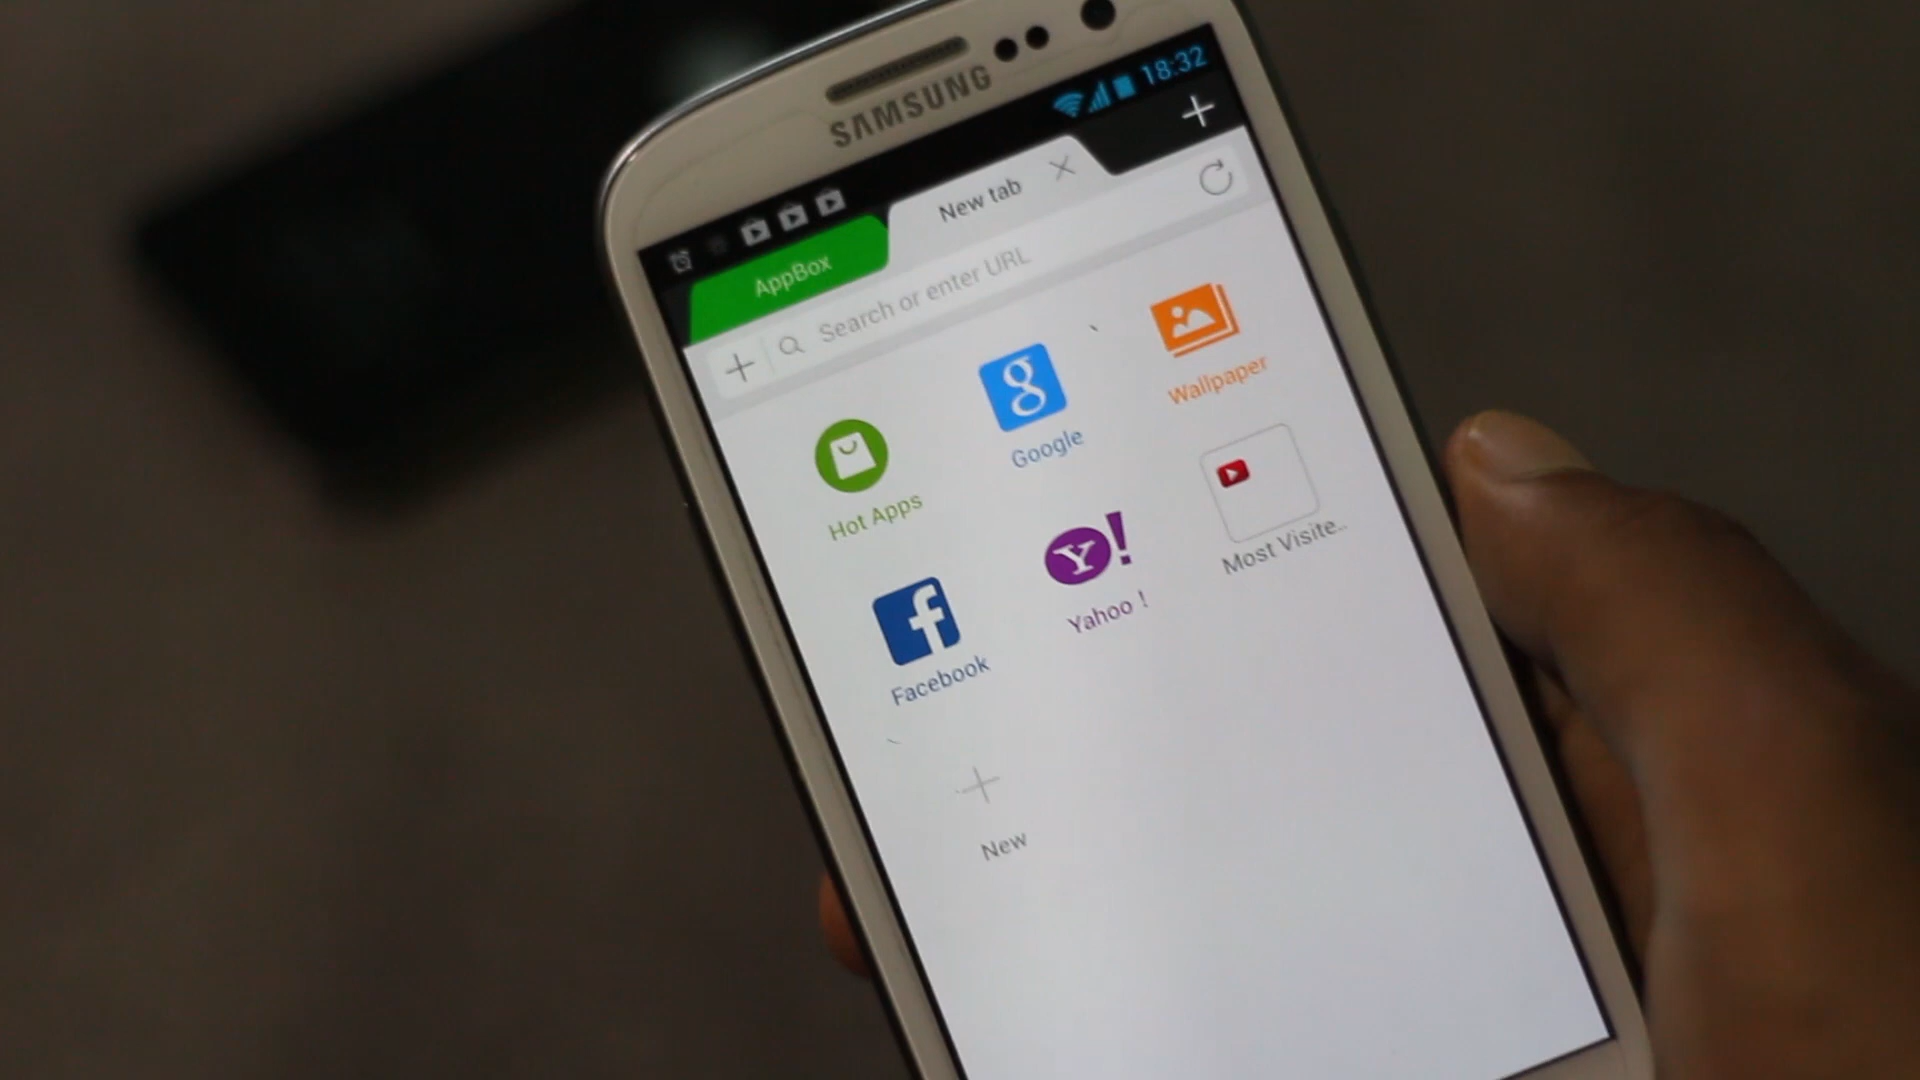 SAMSUNG
18:32
AppBox
New tab
Search or enter URL
Hot Apps
g
Google
Wallpaper
f
Facebook
Y!
Yahoo !
Most Visite..
New